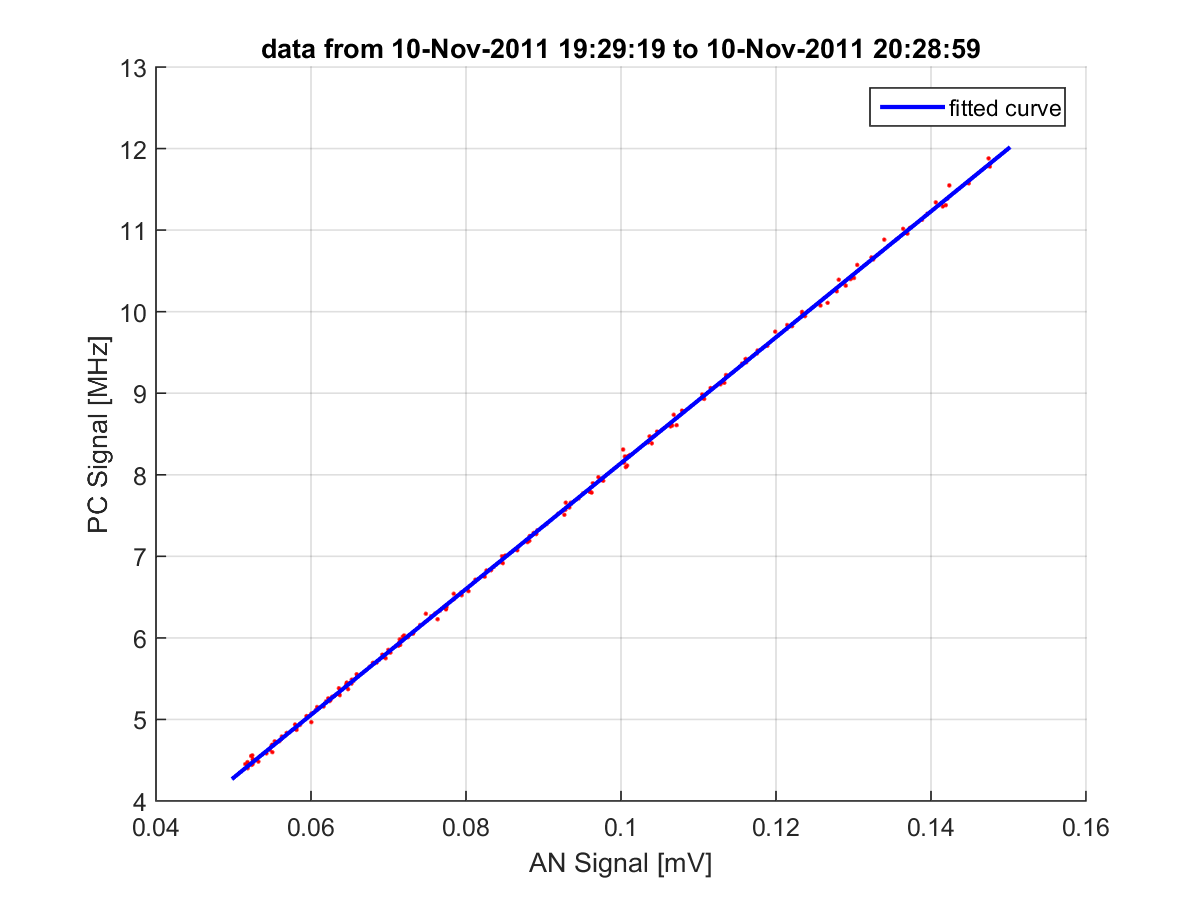 data from 10-Nov-2011 19:29:19 to 10-Nov-2011 20:28:59
fitted curve
PC Signal [MHz]
13
12
11
10
9
8
7
6
5
4
0.04 0.06 0.08 0.1 0.12 0.14 0.16
AN Signal [mV]